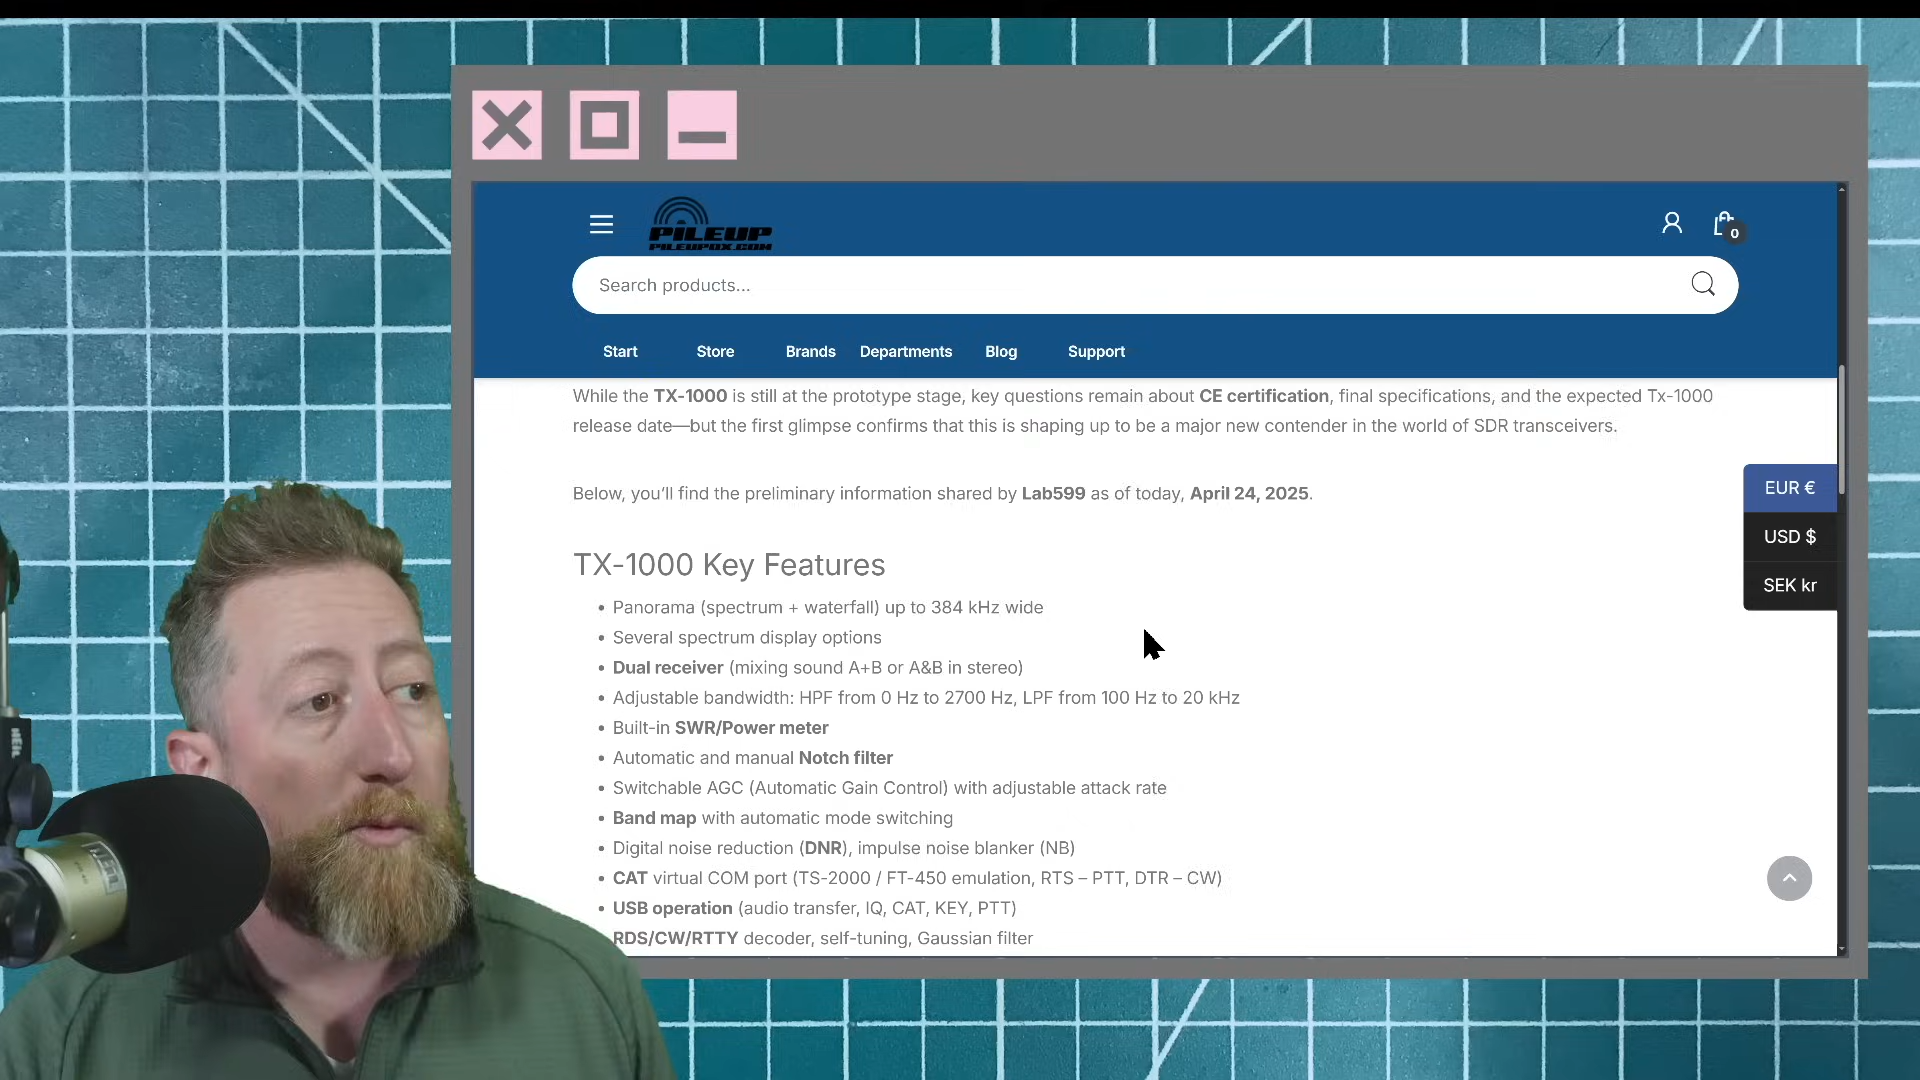 PILEUP
PILEUPDX.COM
0
Search products...
Start Store Brands Departments Blog Support
While the TX-1000 is still at the prototype stage, key questions remain about CE certification, final specifications, and the expected Tx-1000
release date—but the first glimpse confirms that this is shaping up to be a major new contender in the world of SDR transceivers.
EUR €
Below, you'll find the preliminary information shared by Lab599 as of today, April 24, 2025.
USD $
TX-1000 Key Features
SEK kr
• Panorama (spectrum + waterfall) up to 384 kHz wide
• Several spectrum display options
• Dual receiver (mixing sound A+B or A&B in stereo)
• Adjustable bandwidth: HPF from 0 Hz to 2700 Hz, LPF from 100 Hz to 20 kHz
• Built-in SWR/Power meter
• Automatic and manual Notch filter
• Switchable AGC (Automatic Gain Control) with adjustable attack rate
• Band map with automatic mode switching
• Digital noise reduction (DNR), impulse noise blanker (NB)
• CAT virtual COM port (TS-2000 / FT-450 emulation, RTS – PTT, DTR – CW)
• USB operation (audio transfer, IQ, CAT, KEY, PTT)
RDS/CW/RTTY decoder, self-tuning, Gaussian filter